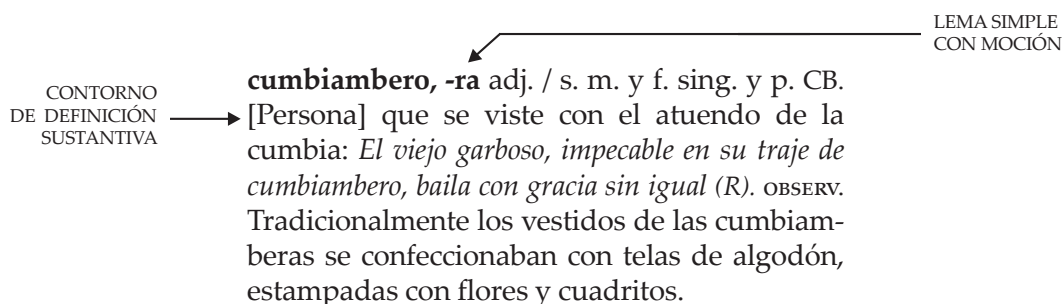 LEMA SIMPLE
CON MOCIÓN
CONTORNO
DE DEFINICIÓN
SUSTANTIVA
cumbiambero, -ra adj. / s. m. y f. sing. y p. CB.
[Persona] que se viste con el atuendo de la
cumbia: El viejo garboso, impecable en su traje de
cumbiambero, baila con gracia sin igual (R). OBSERV.
Tradicionalmente los vestidos de las cumbiam-
beras se confeccionaban con telas de algodón,
estampadas con flores y cuadritos.